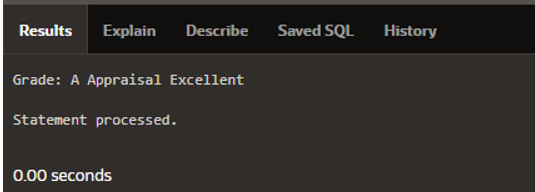 Results Explain Describe Saved SQL History
Grade: A Appraisal Excellent
Statement processed.
0.00 seconds